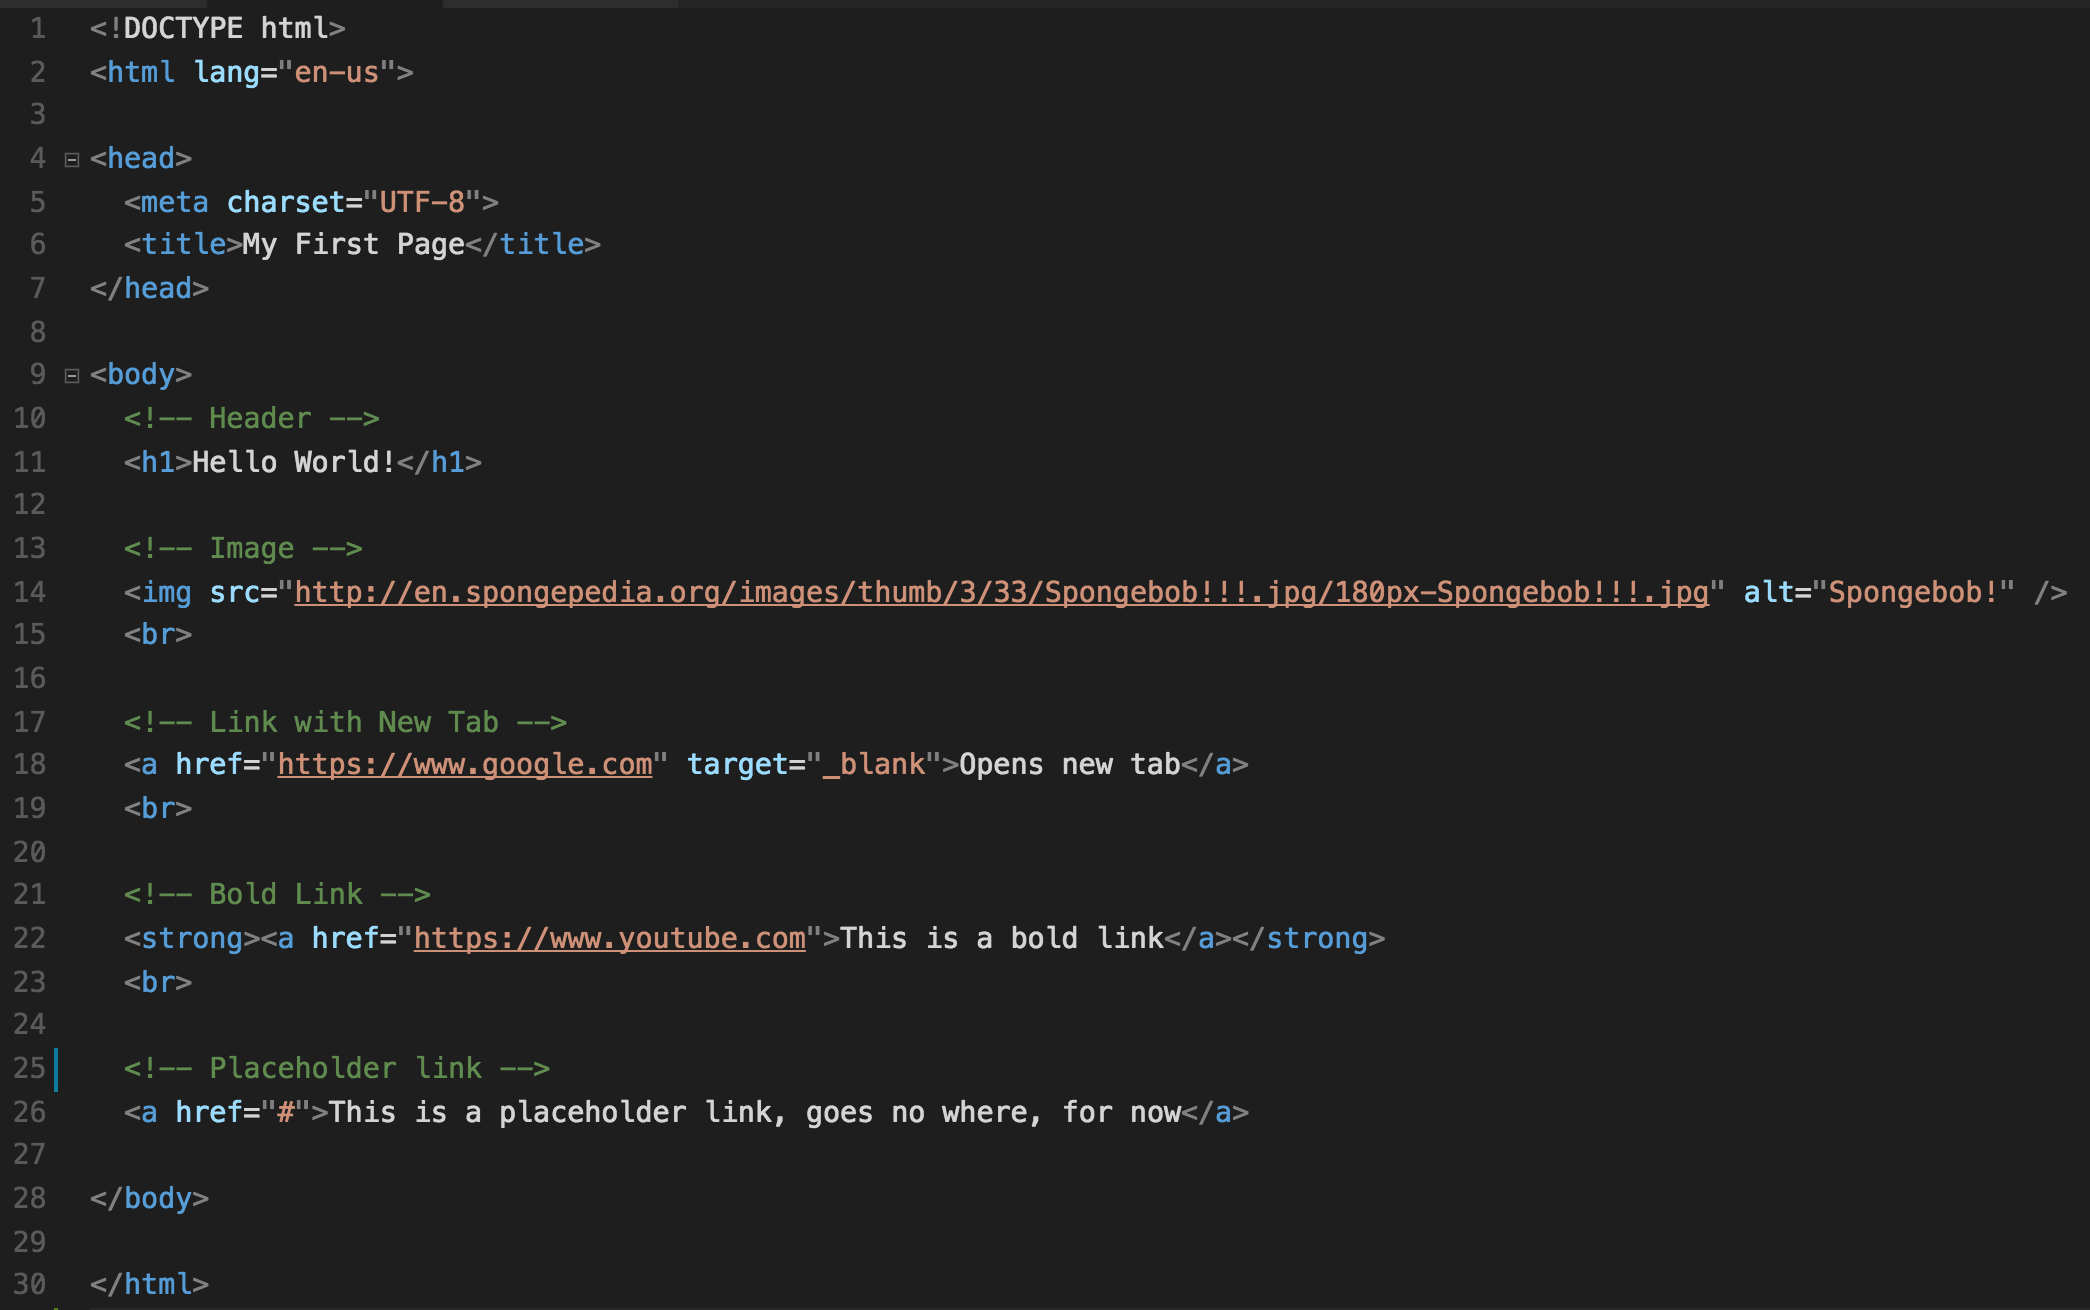 1 <!DOCTYPE html>
2 <html lang="en-us">
3
4 <head>
5 <meta charset="UTF-8">
6 <title>My First Page</title>
7 </head>
8
9 <body>
10 <!-- Header -->
11 <h1>Hello World!</h1>
12
13 <!-- Image -->
14 <img src="http://en.spongepedia.org/images/thumb/3/33/Spongebob!!!.jpg/180px-Spongebob!!!.jpg" alt="Spongebob!" />
15 <br>
16
17 <!-- Link with New Tab -->
18 <a href="https://www.google.com" target="_blank">Opens new tab</a>
19 <br>
20
21 <!-- Bold Link -->
22 <strong><a href="https://www.youtube.com">This is a bold link</a></strong>
23 <br>
24
25 <!-- Placeholder link -->
26 <a href="#">This is a placeholder link, goes no where, for now</a>
27
28 </body>
29
30 </html>